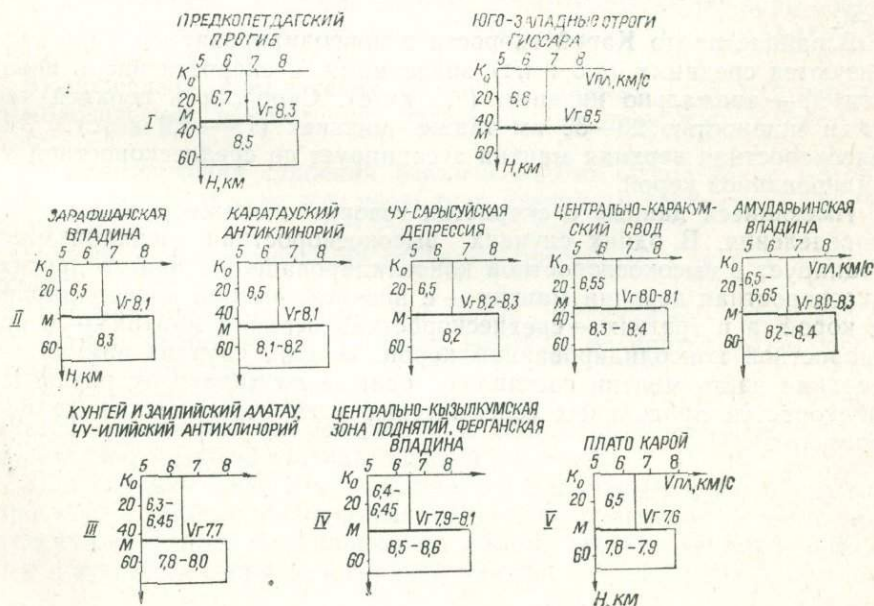 ПРЕДКОПЕТДАГСКИЙ
ПРОГИБ
5 6 7 8
K₀
20
М
40
60
Н, КМ
6,7
Vг 8,3
8,5
I
ЮГО-ЗАПАДНЫЕ ОТРОГИ
ГИССАРА
5 6 7 8
Vпл, КМ/С
K₀
20
М
40
60
6,6
Vг 8,5
ЗАРАФШАНСКАЯ
ВПАДИНА
5 6 7 8
K₀
20
М
60
Н, КМ
6,5
Vг 8,1
8,3
II
КАРАТАУСКИЙ
АНТИКЛИНОРИЙ
5 6 7 8
K₀
20
40
М
60
6,5
Vг 8,1
8,1-8,2
ЧУ-САРЫСУЙСКАЯ
ДЕПРЕССИЯ
5 6 7 8
K₀
20
М
60
6,5
Vг 8,2-8,3
8,2
ЦЕНТРАЛЬНО-КАРАКУМ-
СКИЙ СВОД
5 6 7 8
K₀
20
40
М
60
6,55
Vг 8,0-8,1
8,3-8,4
АМУДАРЬИНСКАЯ
ВПАДИНА
5 6 7 8
Vпл, КМ/С
K₀
20
М
60
6,5-
6,65
Vг 8,0-8,3
8,2-8,4
КУНГЕЙ И ЗАИЛИЙСКИЙ АЛАТАУ,
ЧУ-ИЛИЙСКИЙ АНТИКЛИНОРИЙ
5 6 7 8
K₀
20
40
М
60
6,3-
6,45
Vг 7,7
7,8-8,0
III
ЦЕНТРАЛЬНО-КЫЗЫЛКУМСКАЯ
ЗОНА ПОДНЯТИЙ, ФЕРГАНСКАЯ
ВПАДИНА
5 6 7 8
K₀
20
М
60
6,4-
6,45
Vг 7,9-8,1
8,5-8,6
IV
ПЛАТО КАРОЙ
5 6 7 8
Vпл, КМ/С
K₀
20
М
60
Н, КМ
6,5
Vг 7,6
7,8-7,9
V